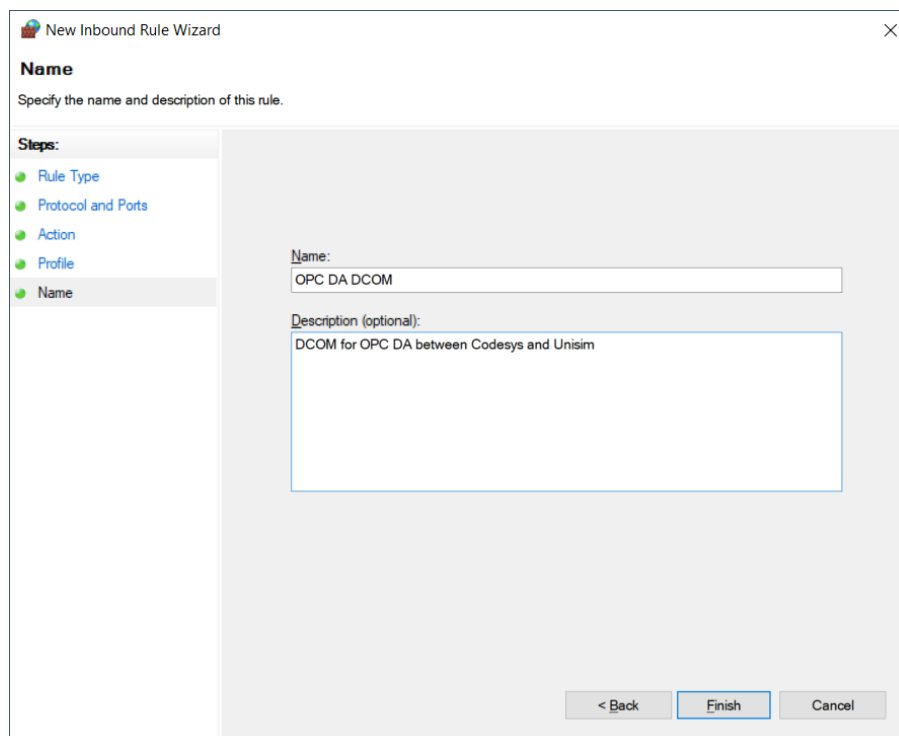 New Inbound Rule Wizard
Name
Specify the name and description of this rule.
Steps:
Rule Type
Protocol and Ports
Action
Profile
Name
Name:
OPC DA DCOM
Description (optional):
DCOM for OPC DA between Codesys and Unisim
< Back
Finish
Cancel